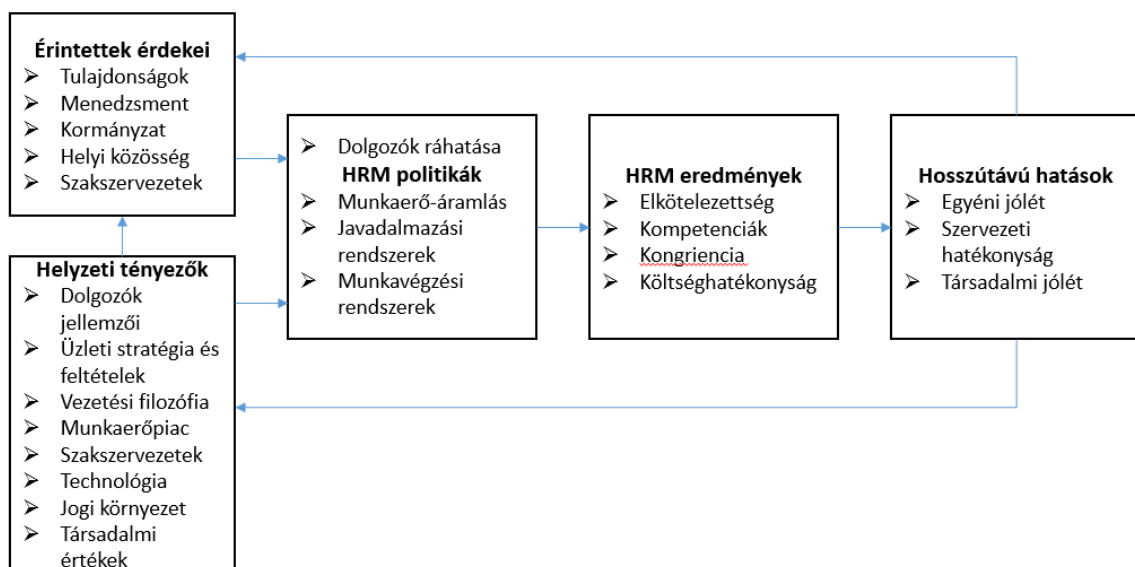 Érintettek érdekei
➢ Tulajdonságok
➢ Menedzsment
➢ Kormányzat
➢ Helyi közösség
➢ Szakszervezetek
Helyzeti tényezők
➢ Dolgozók
jellemzői
➢ Üzleti stratégia és
feltételek
➢ Vezetési filozófia
➢ Munkaerőpiac
➢ Szakszervezetek
➢ Technológia
➢ Jogi környezet
➢ Társadalmi
értékek
➢ Dolgozók ráhatása
HRM politikák
➢ Munkaerő-áramlás
➢ Javadalmazási
rendszerek
➢ Munkavégzési
rendszerek
HRM eredmények
➢ Elkötelezettség
➢ Kompetenciák
➢ Kongriencia
➢ Költséghatékonyság
Hosszútávú hatások
➢ Egyéni jólét
➢ Szervezeti
hatékonyság
➢ Társadalmi jólét